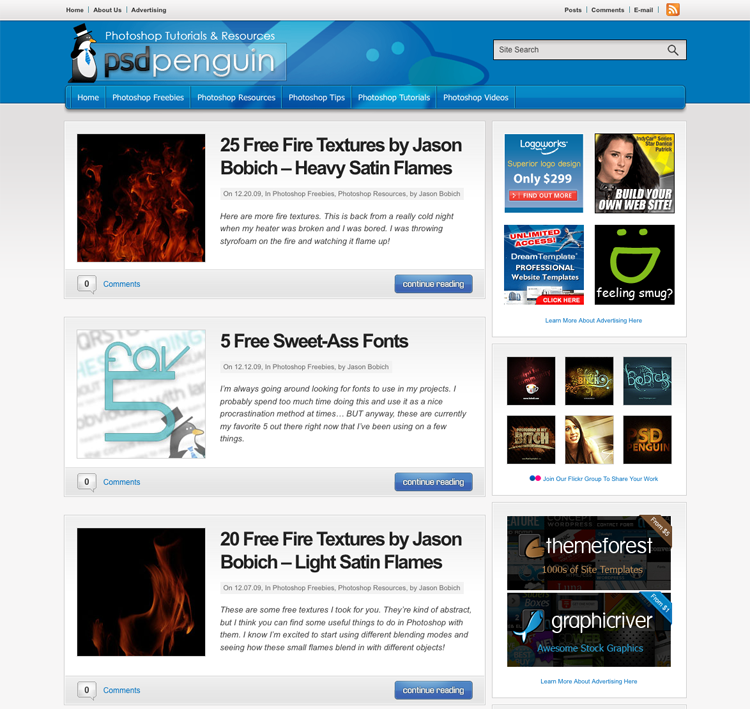 Home About Us Advertising
Posts Comments E-mail
Photoshop Tutorials & Resources
psdpenguin
Site Search
Home Photoshop Freebies Photoshop Resources Photoshop Tips Photoshop Tutorials Photoshop Videos
25 Free Fire Textures by Jason
Bobich – Heavy Satin Flames
On 12.20.09, In Photoshop Freebies, Photoshop Resources, by Jason Bobich
Here are more fire textures. This is back from a really cold night
when my heater was broken and I was bored. I was throwing
styrofoam on the fire and watching it flame up!
0 Comments
continue reading
5 Free Sweet-Ass Fonts
On 12.12.09, In Photoshop Freebies, by Jason Bobich
I'm always going around looking for fonts to use in my projects. I
probably spend too much time doing this and use it as a nice
procrastination method at times… BUT anyway, these are currently
my favorite 5 out there right now that I've been using on a few
things.
0 Comments
continue reading
20 Free Fire Textures by Jason
Bobich – Light Satin Flames
On 12.07.09, In Photoshop Freebies, Photoshop Resources, by Jason Bobich
These are some free textures I took for you. They're kind of abstract,
but I think you can find some useful things to do in Photoshop with
them. I know I'm excited to start using different blending modes and
seeing how these small flames blend in with different objects!
0 Comments
continue reading
Logoworks
Superior logo design
Only $299
FIND OUT MORE
IndyCar Series
Star Danica
Patrick
BUILD YOUR
OWN WEB SITE!
UNLIMITED
ACCESS!
DreamTemplate
PROFESSIONAL
Website Templates
CLICK HERE
feeling smug?
Learn More About Advertising Here
BITCH
Bobich
BITCH
PSD
PENGUIN
Join Our Flickr Group To Share Your Work
From $5
themeforest
1000s of Site Templates
From $1
graphicriver
Awesome Stock Graphics
Learn More About Advertising Here